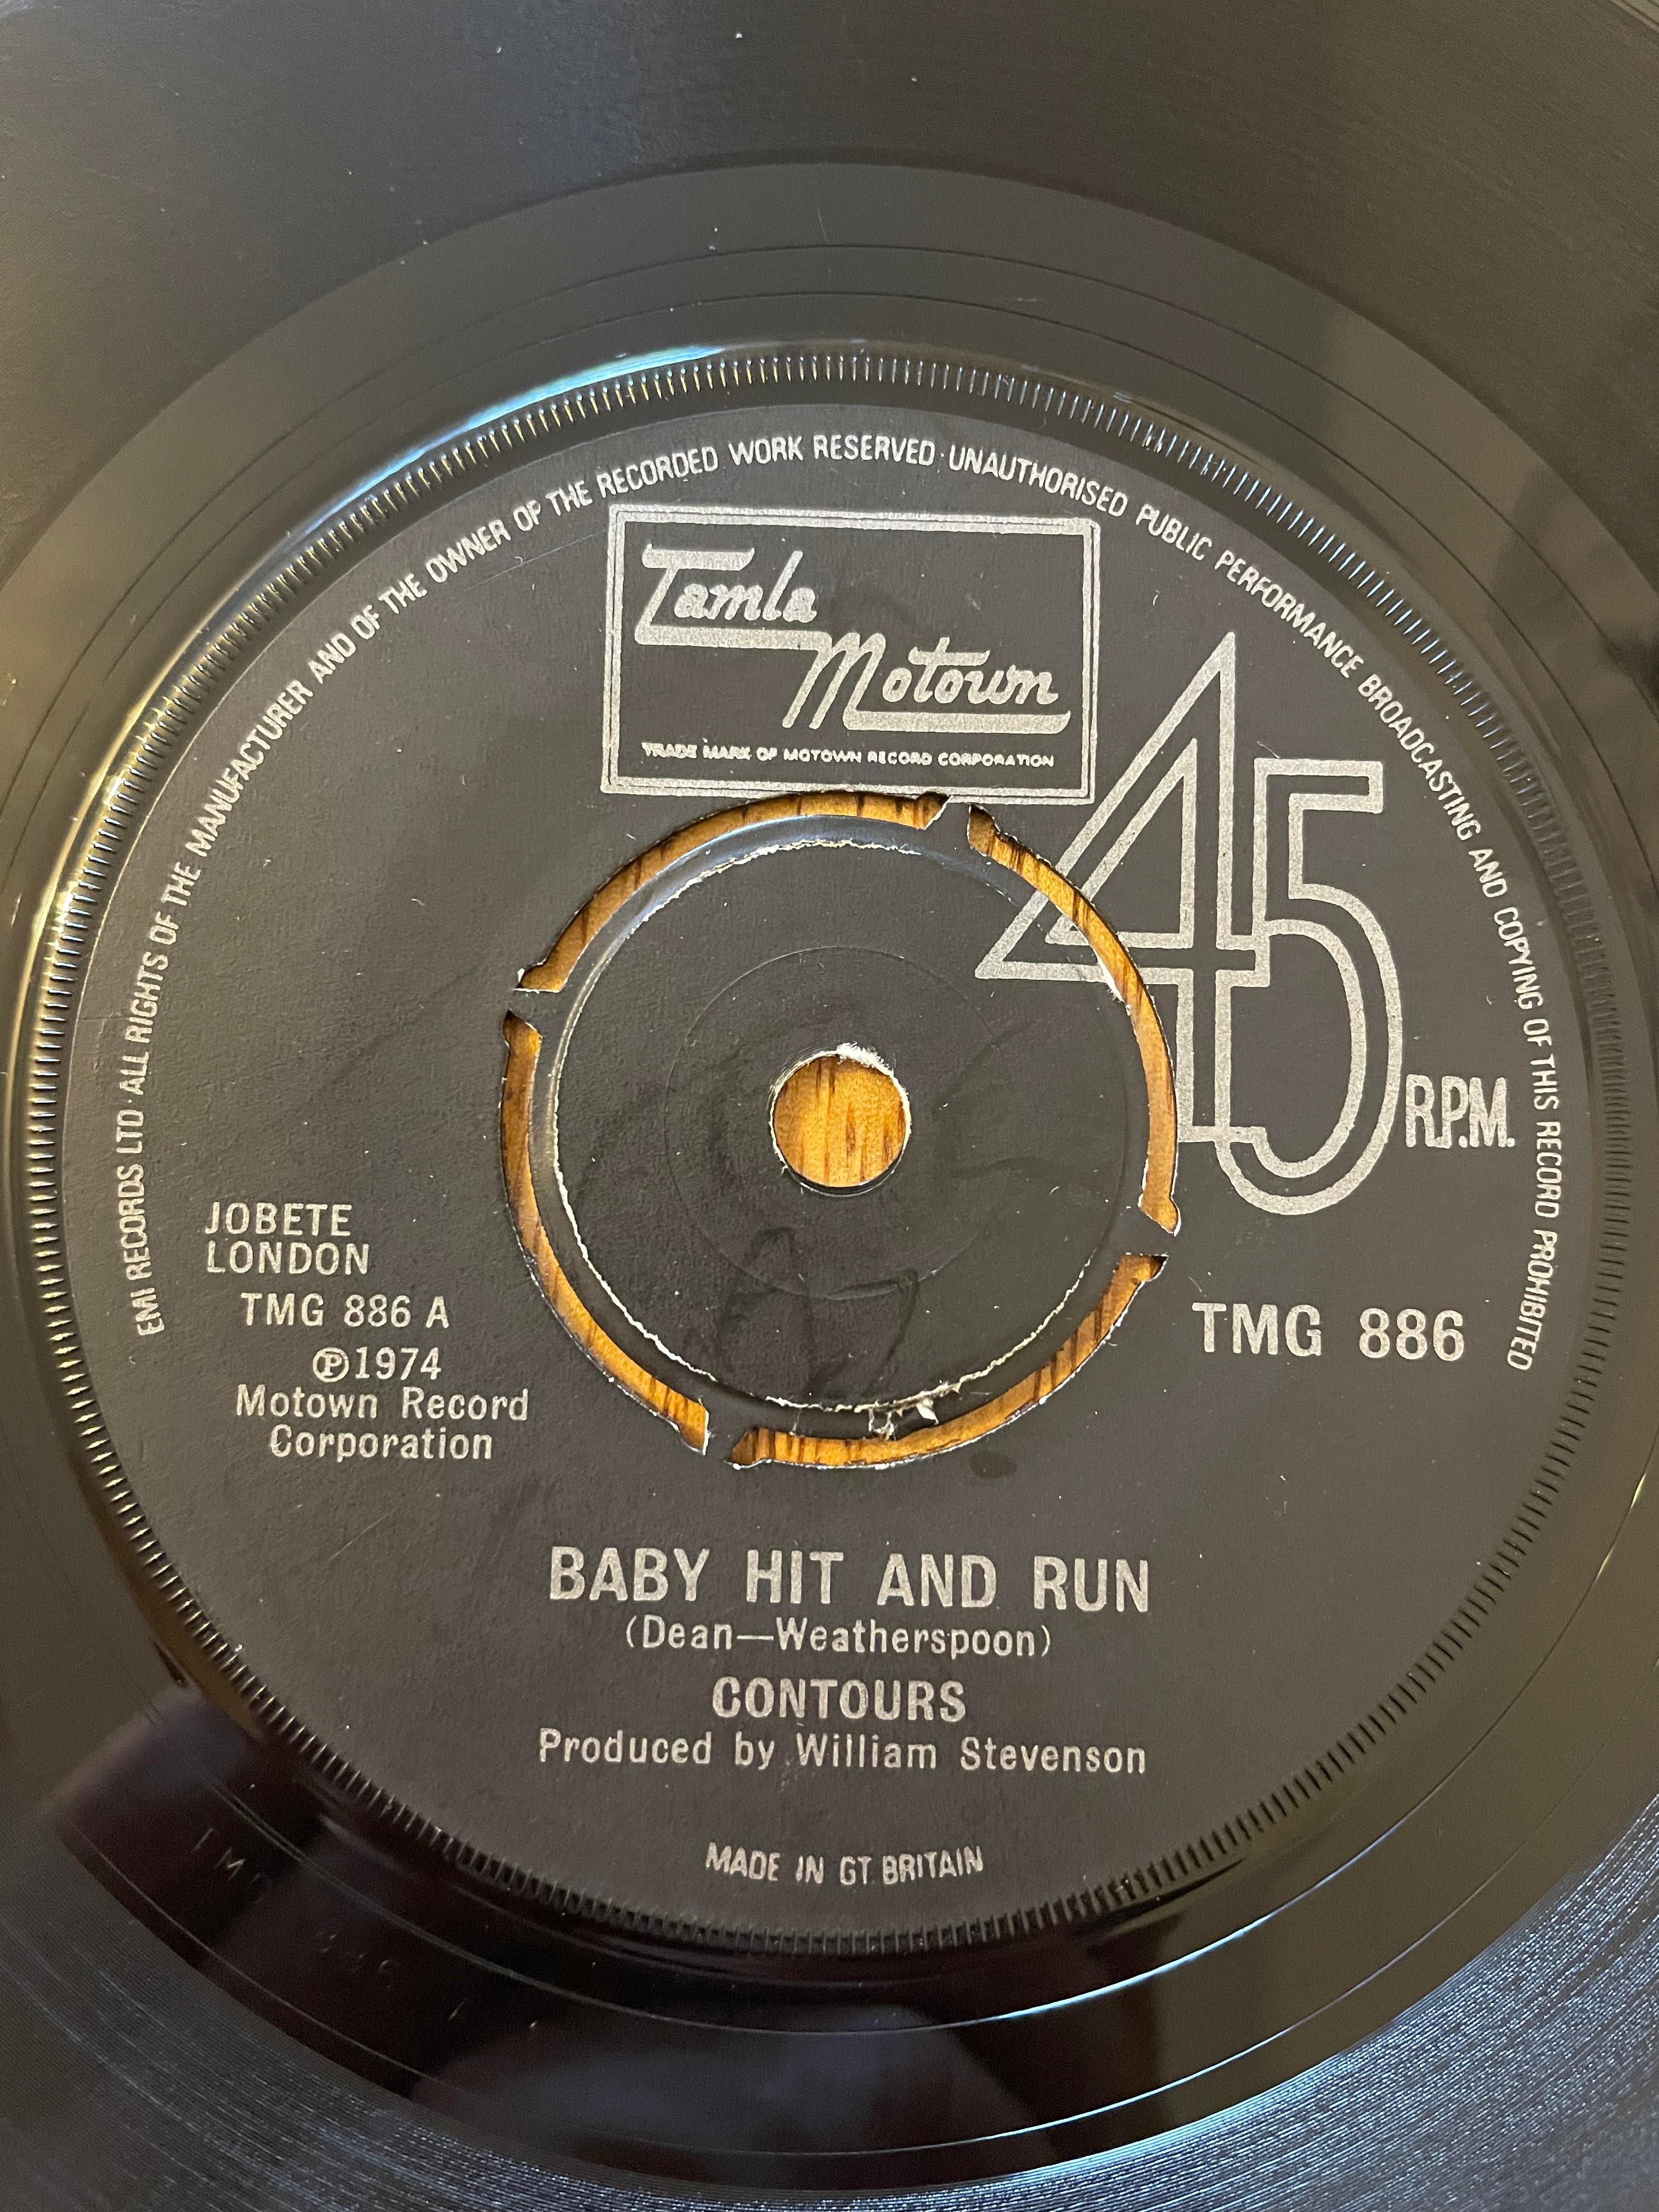 EMI RECORDS LTD · ALL RIGHTS OF THE MANUFACTURER AND OF THE OWNER OF THE RECORDED WORK RESERVED · UNAUTHORISED PUBLIC PERFORMANCE BROADCASTING AND COPYING OF THIS RECORD PROHIBITED
Tamla
Motown
TRADE MARK OF MOTOWN RECORD CORPORATION
45
R.P.M.
JOBETE
LONDON
TMG 886 A
℗1974
Motown Record
Corporation
TMG 886
BABY HIT AND RUN
(Dean—Weatherspoon)
CONTOURS
Produced by William Stevenson
MADE IN GT. BRITAIN